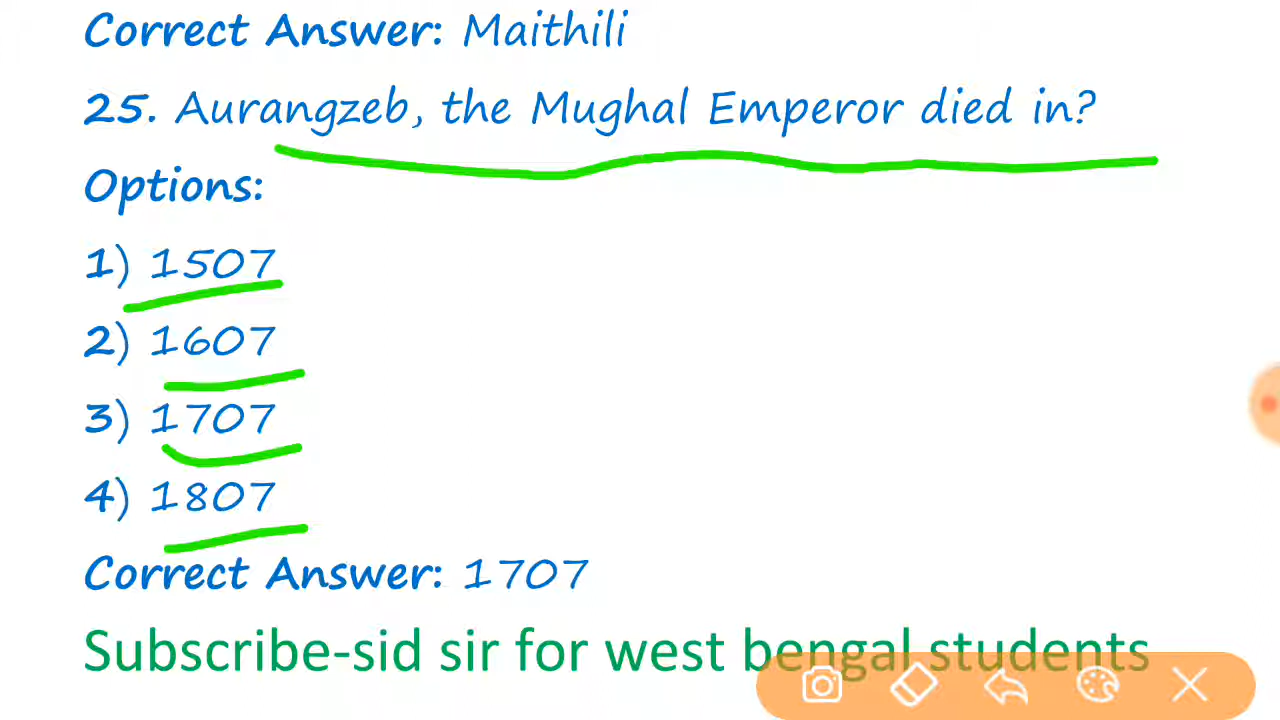 Correct Answer: Maithili
25. Aurangzeb, the Mughal Emperor died in?
Options:
1) 1507
2) 1607
3) 1707
4) 1807
Correct Answer: 1707
Subscribe-sid sir for west bengal students